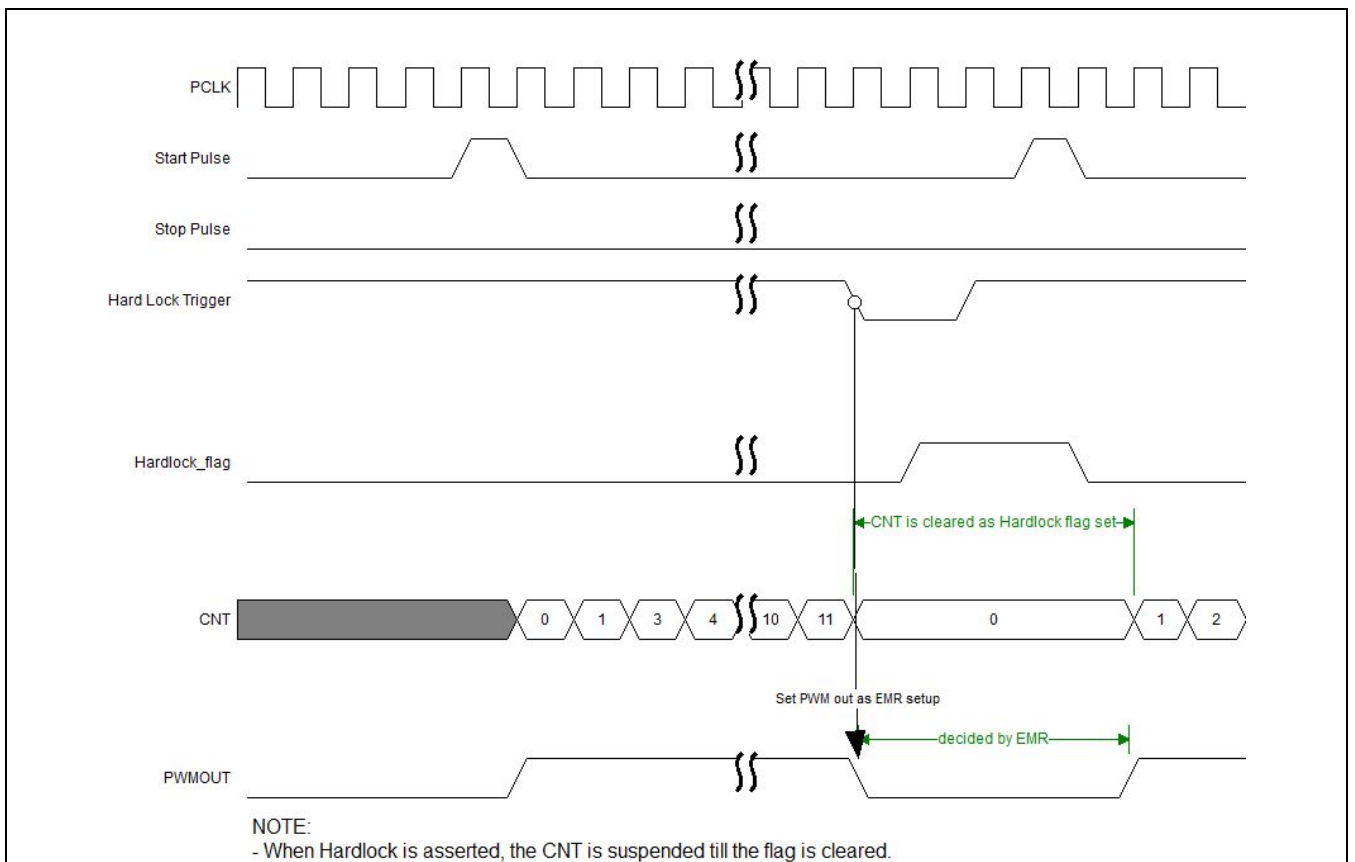 PCLK
Start Pulse
Stop Pulse
Hard Lock Trigger
Hardlock_flag
CNT is cleared as Hardlock flag set
CNT
0 1 3 4 10 11 0 1 2
Set PWM out as EMR setup
decided by EMR
PWMOUT
NOTE:
- When Hardlock is asserted, the CNT is suspended till the flag is cleared.